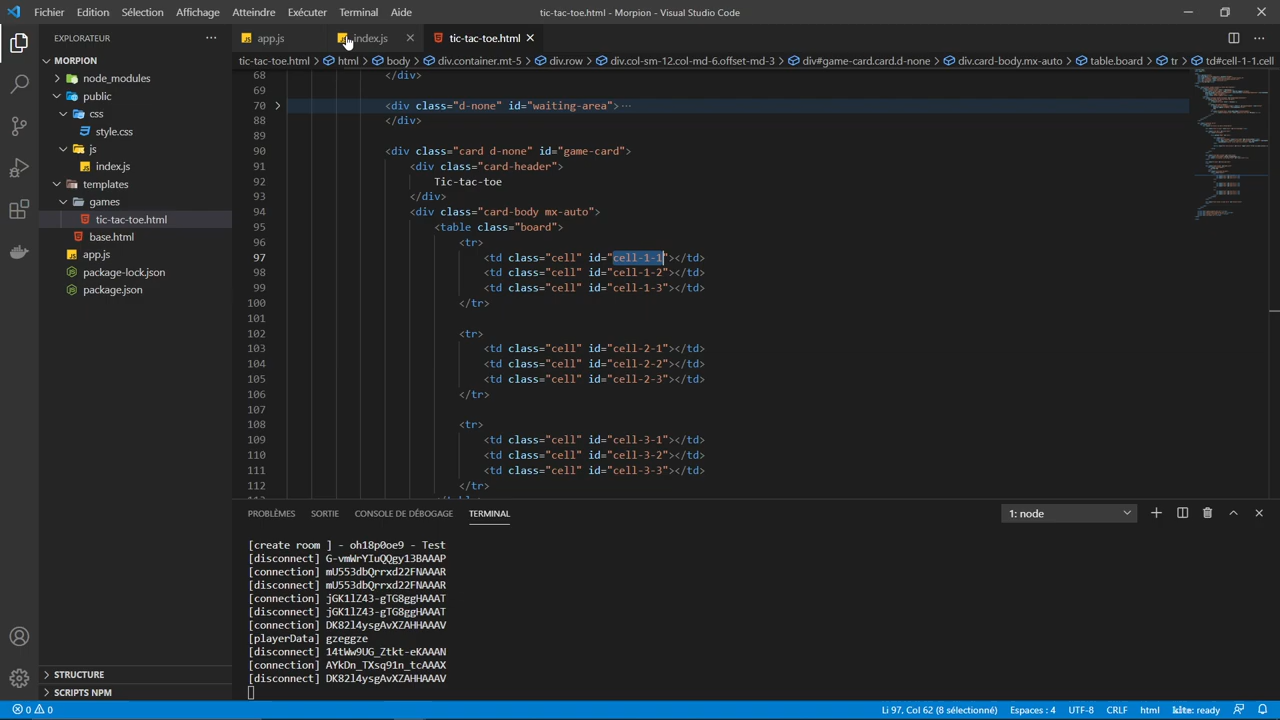 Fichier Edition Sélection Affichage Atteindre Exécuter Terminal Aide
tic-tac-toe.html - Morpion - Visual Studio Code
EXPLORATEUR
app.js
index.js
tic-tac-toe.html
MORPION
tic-tac-toe.html > html > body > div.container.mt-5 > div.row > div.col-sm-12.col-md-6.offset-md-3 > div#game-card.card.d-none > div.card-body.mx-auto > table.board > tr > td#cell-1-1.cell
node_modules
public
css
style.css
js
index.js
templates
games
tic-tac-toe.html
base.html
app.js
package-lock.json
package.json
STRUCTURE
SCRIPTS NPM
68 </div>
69
70 <div class="d-none" id="waiting-area">…
88 </div>
89
90 <div class="card d-none" id="game-card">
91 <div class="card-header">
92 Tic-tac-toe
93 </div>
94 <div class="card-body mx-auto">
95 <table class="board">
96 <tr>
97 <td class="cell" id="cell-1-1"></td>
98 <td class="cell" id="cell-1-2"></td>
99 <td class="cell" id="cell-1-3"></td>
100 </tr>
101
102 <tr>
103 <td class="cell" id="cell-2-1"></td>
104 <td class="cell" id="cell-2-2"></td>
105 <td class="cell" id="cell-2-3"></td>
106 </tr>
107
108 <tr>
109 <td class="cell" id="cell-3-1"></td>
110 <td class="cell" id="cell-3-2"></td>
111 <td class="cell" id="cell-3-3"></td>
112 </tr>
113 </table>
PROBLÈMES SORTIE CONSOLE DE DÉBOGAGE TERMINAL
1: node
[create room ] - oh18p0oe9 - Test
[disconnect] G-vmWrYIuQQgy13BAAAP
[connection] mU553dbQrrxd22FNAAAR
[disconnect] mU553dbQrrxd22FNAAAR
[connection] jGK1lZ43-gTG8ggHAAAT
[disconnect] jGK1lZ43-gTG8ggHAAAT
[connection] DK82l4ysgAvXZAHHAAAV
[playerData] gzeggze
[disconnect] 14tWw9UG_Ztkt-eKAAAN
[connection] AYkDn_TXsq91n_tcAAAX
[disconnect] DK82l4ysgAvXZAHHAAAV
0 0
Li 97, Col 62 (8 sélectionné) Espaces : 4 UTF-8 CRLF html kite: ready